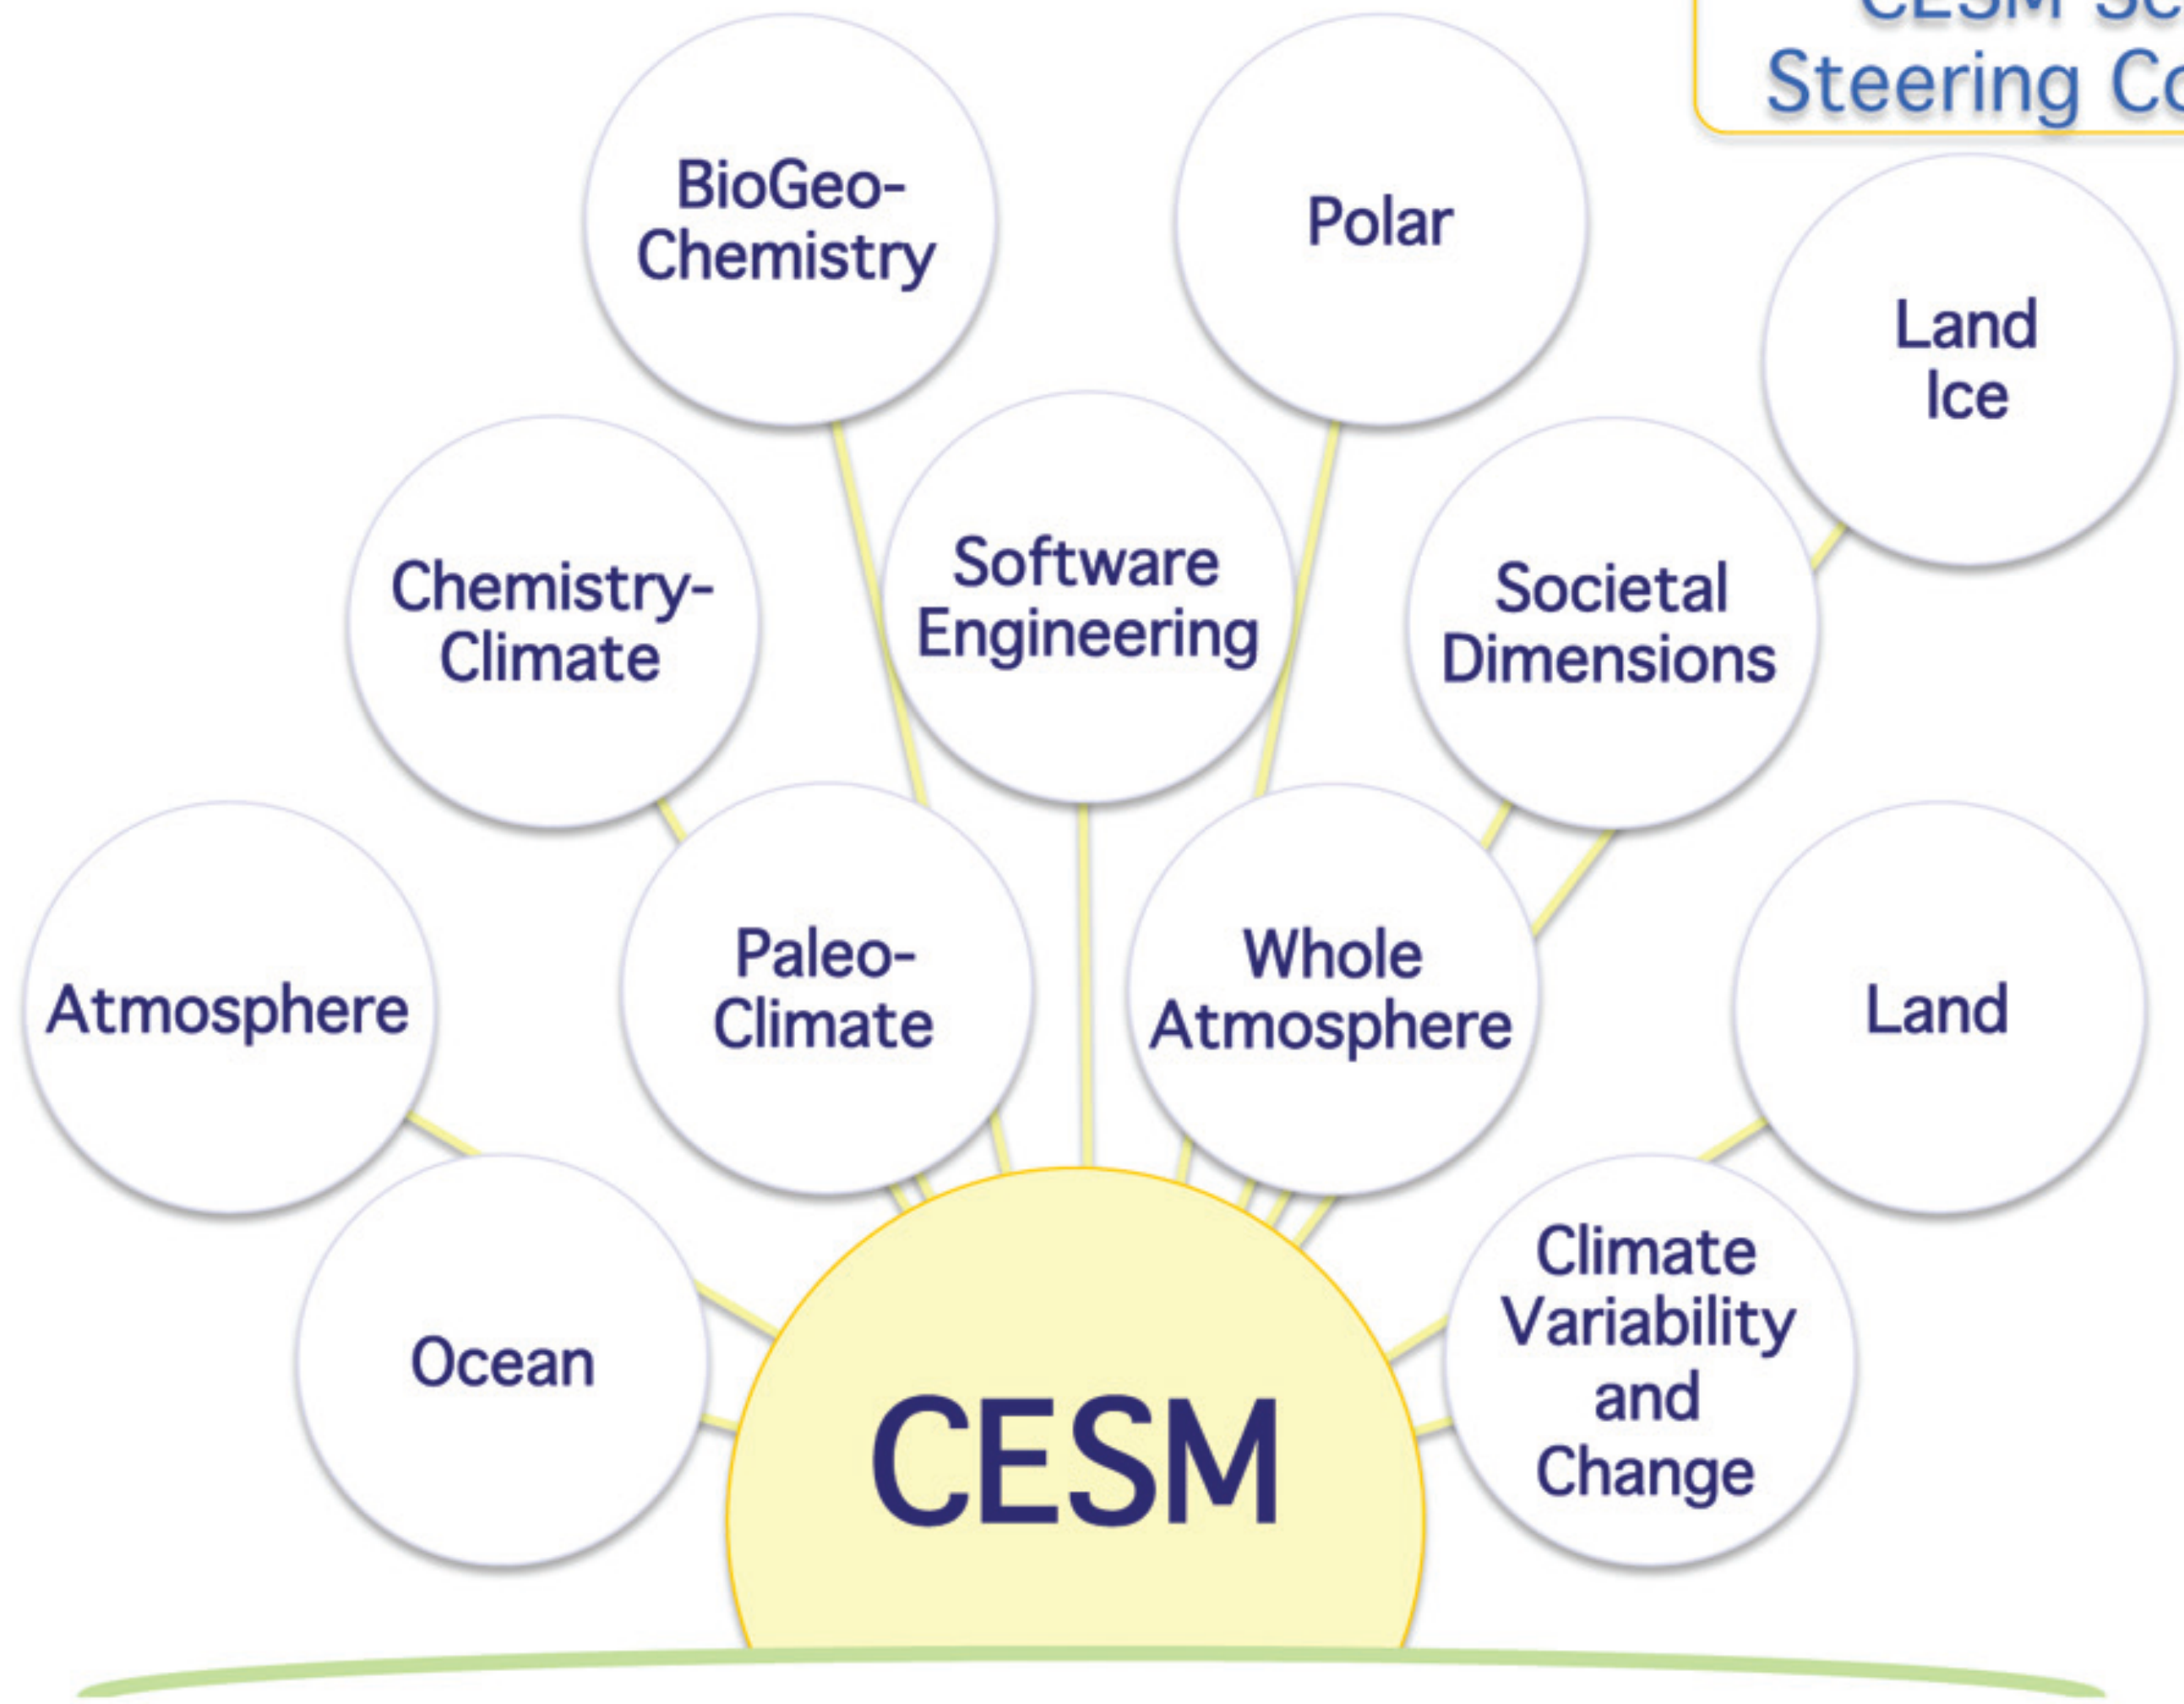 CESM
Steering
BioGeo-
Chemistry
Polar
Land
Ice
Chemistry-
Climate
Software
Engineering
Societal
Dimensions
Atmosphere
Paleo-
Climate
Whole
Atmosphere
Land
Ocean
Climate
Variability
and
Change
CESM